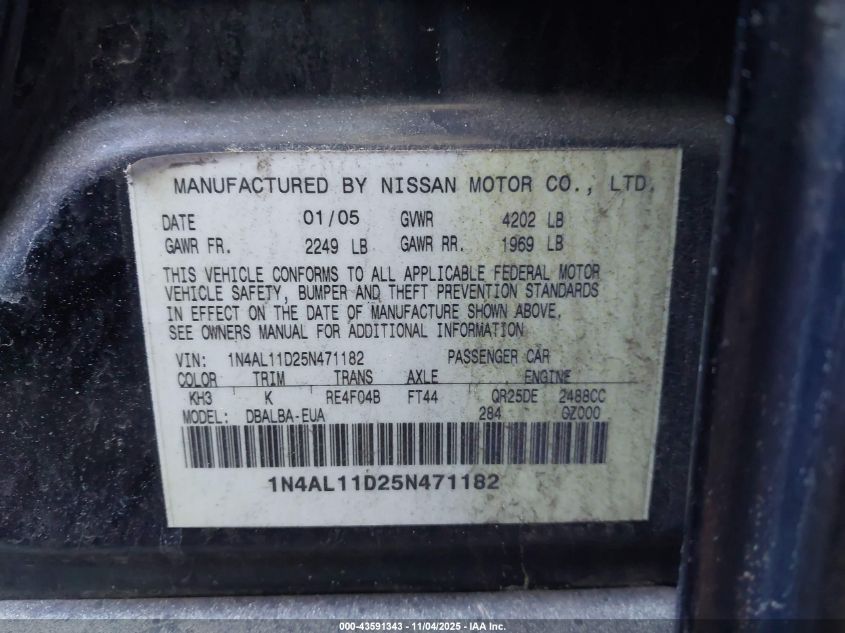 MANUFACTURED BY NISSAN MOTOR CO., LTD.
DATE 01/05 GVWR 4202 LB
GAWR FR. 2249 LB GAWR RR. 1969 LB
THIS VEHICLE CONFORMS TO ALL APPLICABLE FEDERAL MOTOR
VEHICLE SAFETY, BUMPER AND THEFT PREVENTION STANDARDS
IN EFFECT ON THE DATE OF MANUFACTURE SHOWN ABOVE.
SEE OWNERS MANUAL FOR ADDITIONAL INFORMATION
VIN: 1N4AL11D25N471182 PASSENGER CAR
COLOR TRIM TRANS AXLE ENGINE
KH3 K RE4F04B FT44 QR25DE 2488CC
MODEL: DBALBA-EUA 284 GZ000
1N4AL11D25N471182
000-43591343 - 11/04/2025 - IAA Inc.